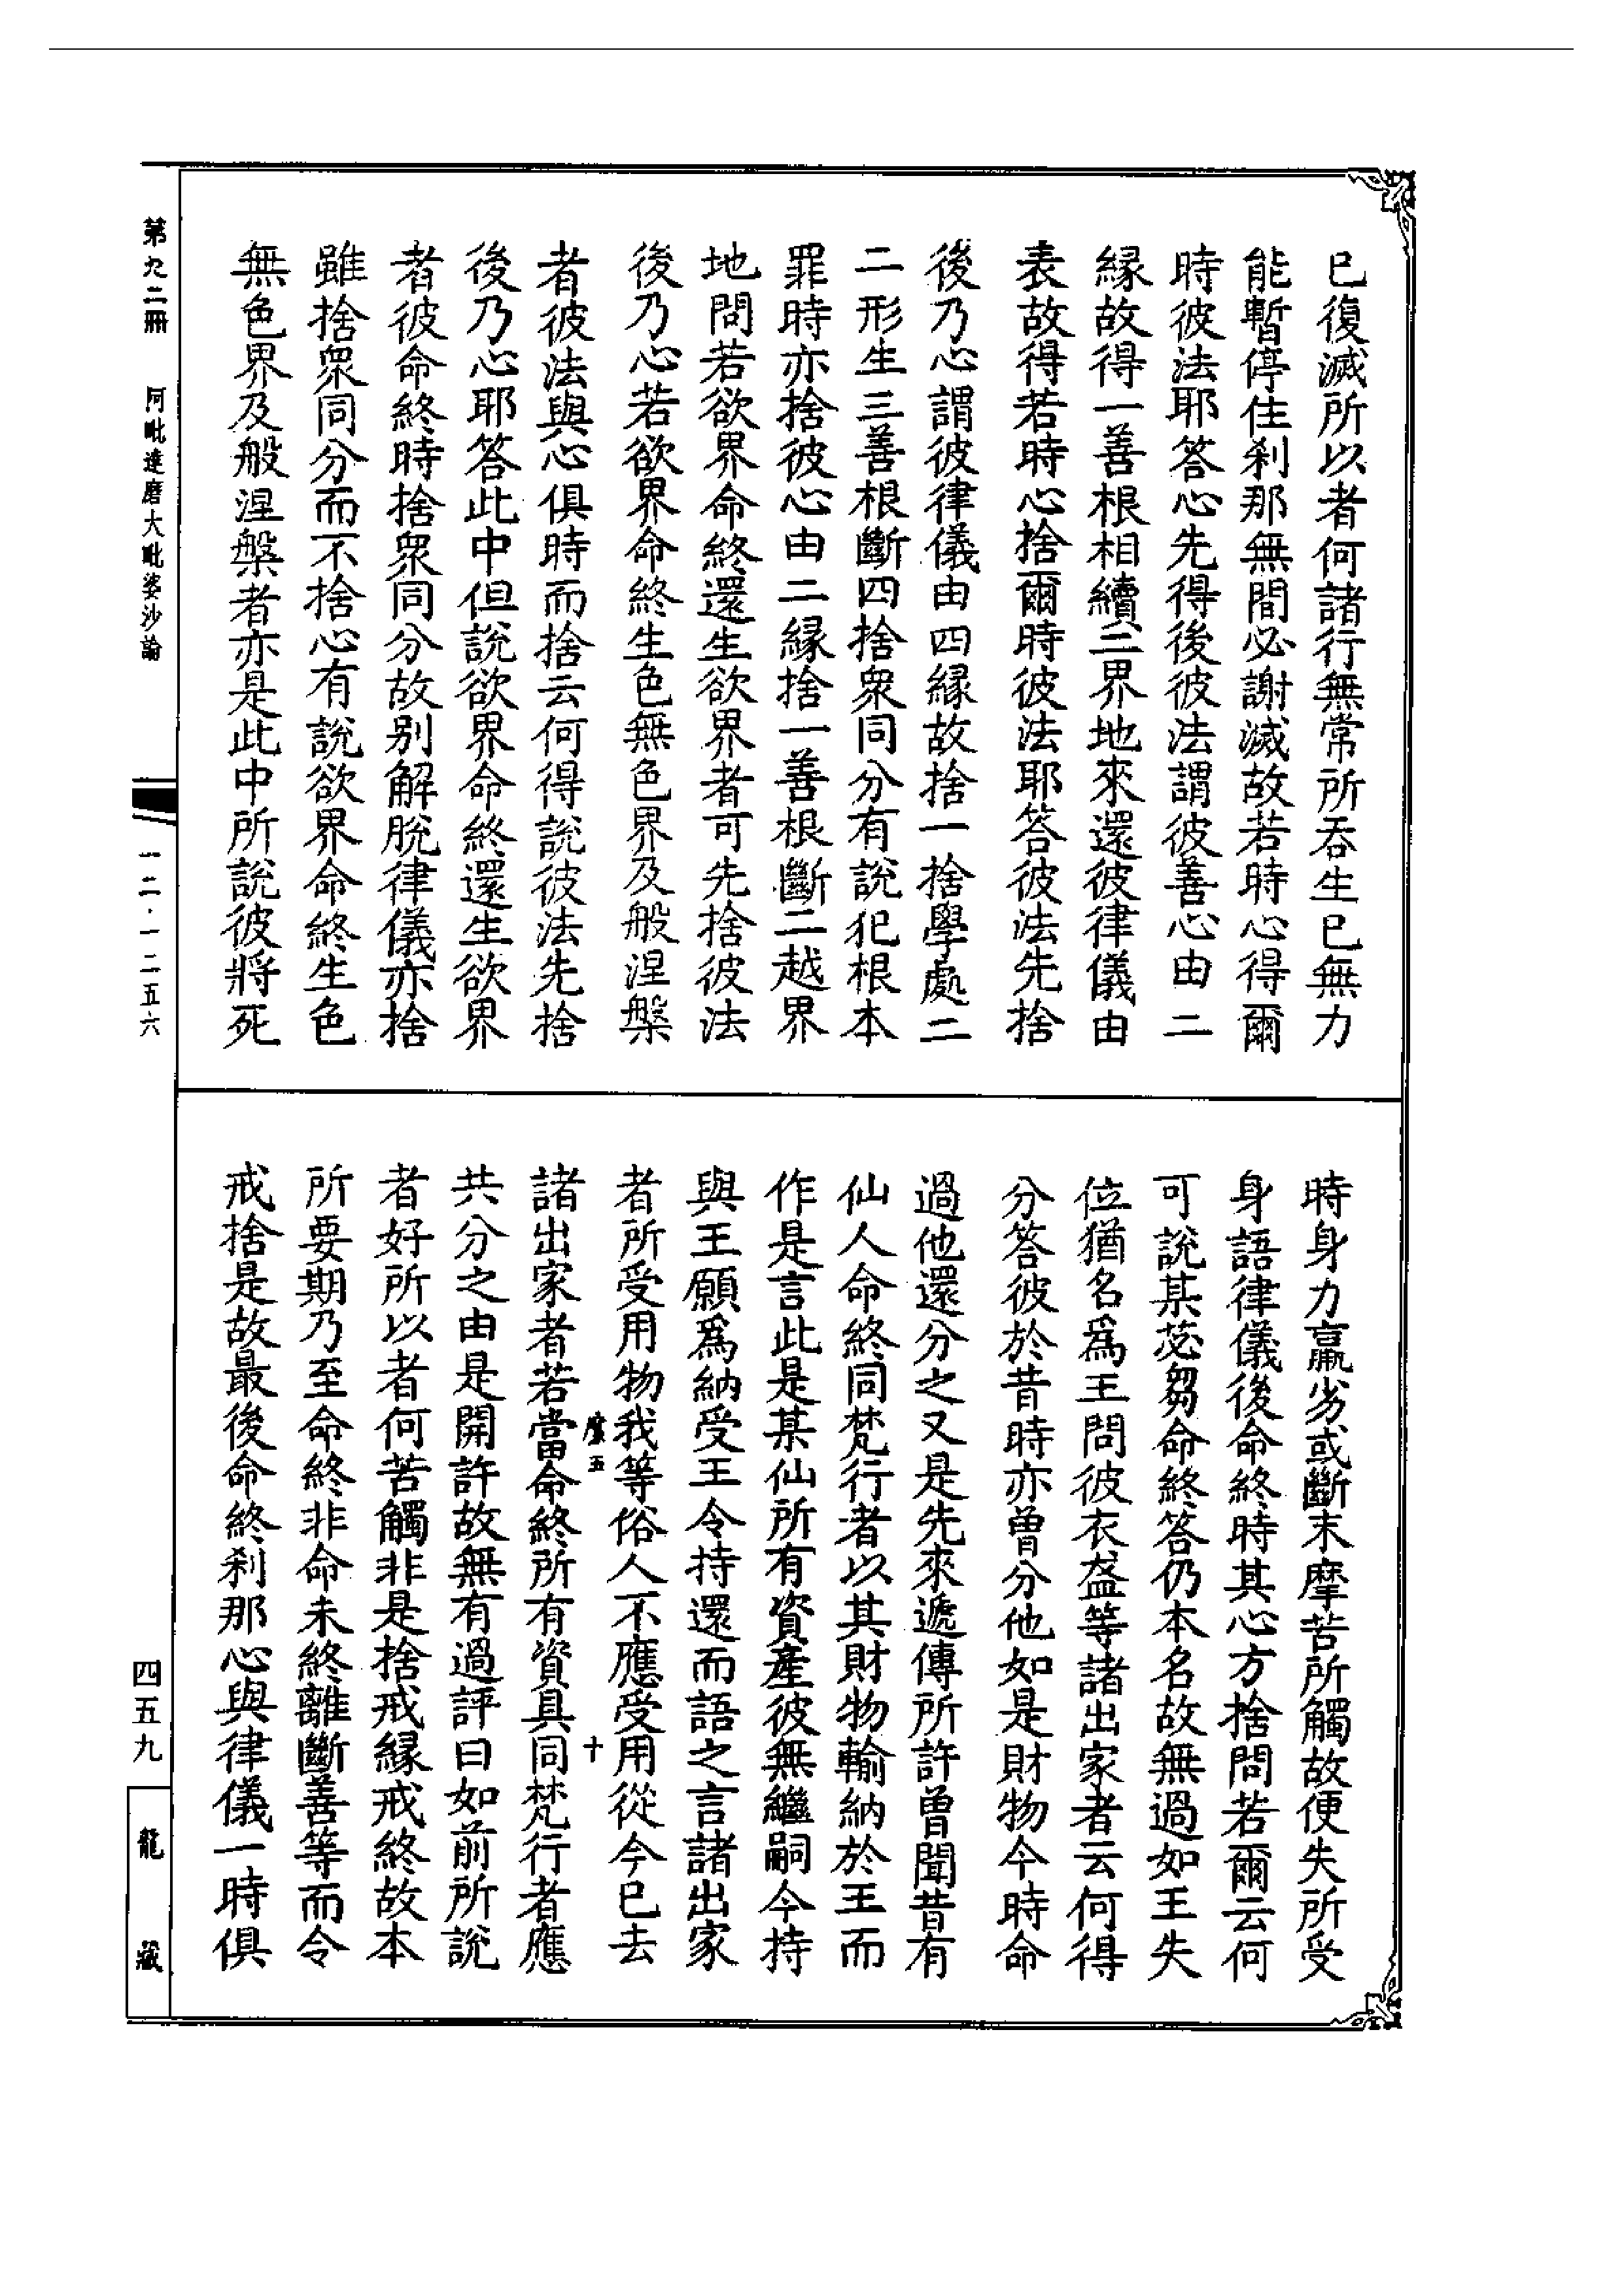 已復滅所以者何諸行無常所吞生已無力
能暫停住刹那無間必謝滅故若時心得爾
時彼法耶答心先得後彼法謂彼善心由二
緣故得一善根相續二界地來還彼律儀由
表故得若時心捨爾時彼法耶答彼法先捨
後乃心謂彼律儀由四緣故捨一捨學處二
二形生三善根斷四捨衆同分有說犯根本
罪時亦捨彼心由二緣捨一善根斷二越界
地問若欲界命終還生欲界者可先捨彼法
後乃心若欲界命終生色無色界及般涅槃
者彼法與心俱時而捨云何得說彼法先捨
後乃心耶答此中但說欲界命終還生欲界
者彼命終時捨衆同分故別解脫律儀亦捨
雖捨衆同分而不捨心有說欲界命終生色
無色界及般涅槃者亦是此中所說彼將死
時身力羸劣或斷末摩苦所觸故便失所受
身語律儀後命終時其心方捨問若爾云何
可說某苾芻命終答仍本名故無過如王失
位猶名爲王問彼衣盔等諸出家者云何得
分答彼於昔時亦曾分他如是財物今時命
過他還分之又是先來遞傳所許曾聞昔有
仙人命終同梵行者以其財物輸納於王而
作是言此是某仙所有資產彼無繼嗣今持
與王願爲納受王令持還而語之言諸出家
者所受用物我等俗人不應受用從今已去
諸出家者若當命終所有資具同梵行者應
共分之由是開許故無有過評曰如前所說
者好所以者何苦觸非是捨戒緣戒終故本
所要期乃至命終非命未終離斷善等而令
戒捨是故最後命終刹那心與律儀一時俱
第九二冊 阿毗達磨大毗婆沙論
一二·一二五六
四五九
龍藏